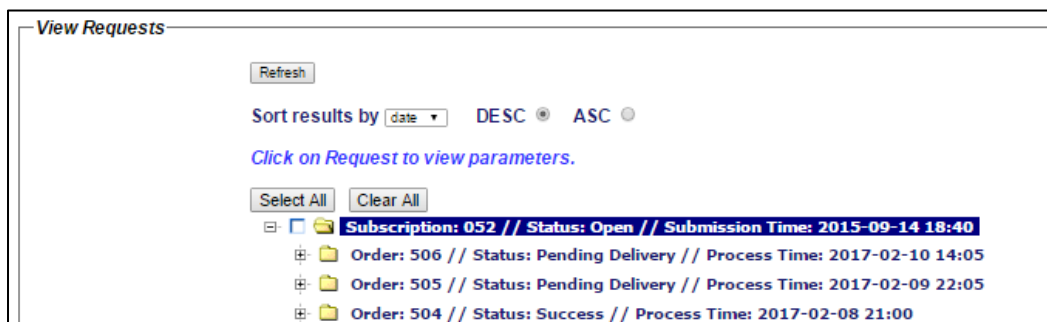 View Requests
Refresh
Sort results by date DESC ASC
Click on Request to view parameters.
Select All Clear All
Subscription: 052 // Status: Open // Submission Time: 2015-09-14 18:40
Order: 506 // Status: Pending Delivery // Process Time: 2017-02-10 14:05
Order: 505 // Status: Pending Delivery // Process Time: 2017-02-09 22:05
Order: 504 // Status: Success // Process Time: 2017-02-08 21:00